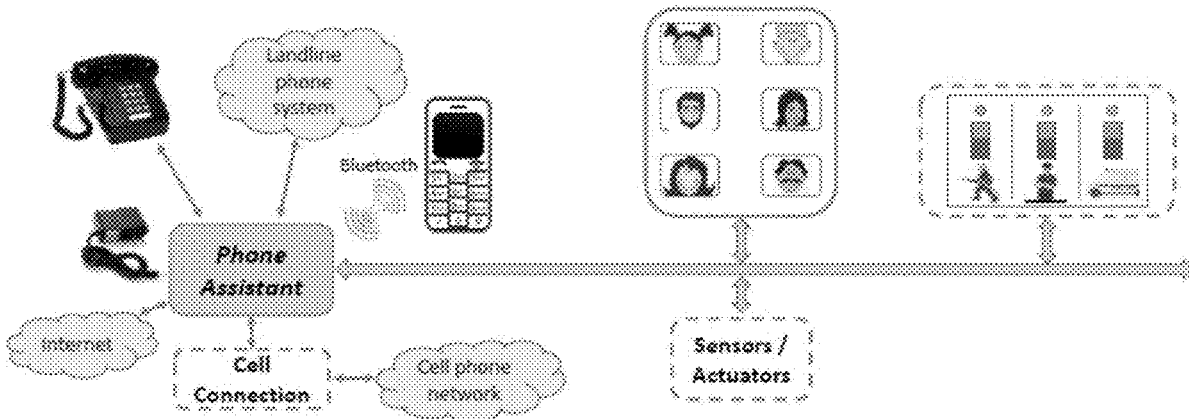 Landline
phone
system
Bluetooth
Phone
Assistant
Internet
Cell
Connection
Cell phone
network
Sensors /
Actuators